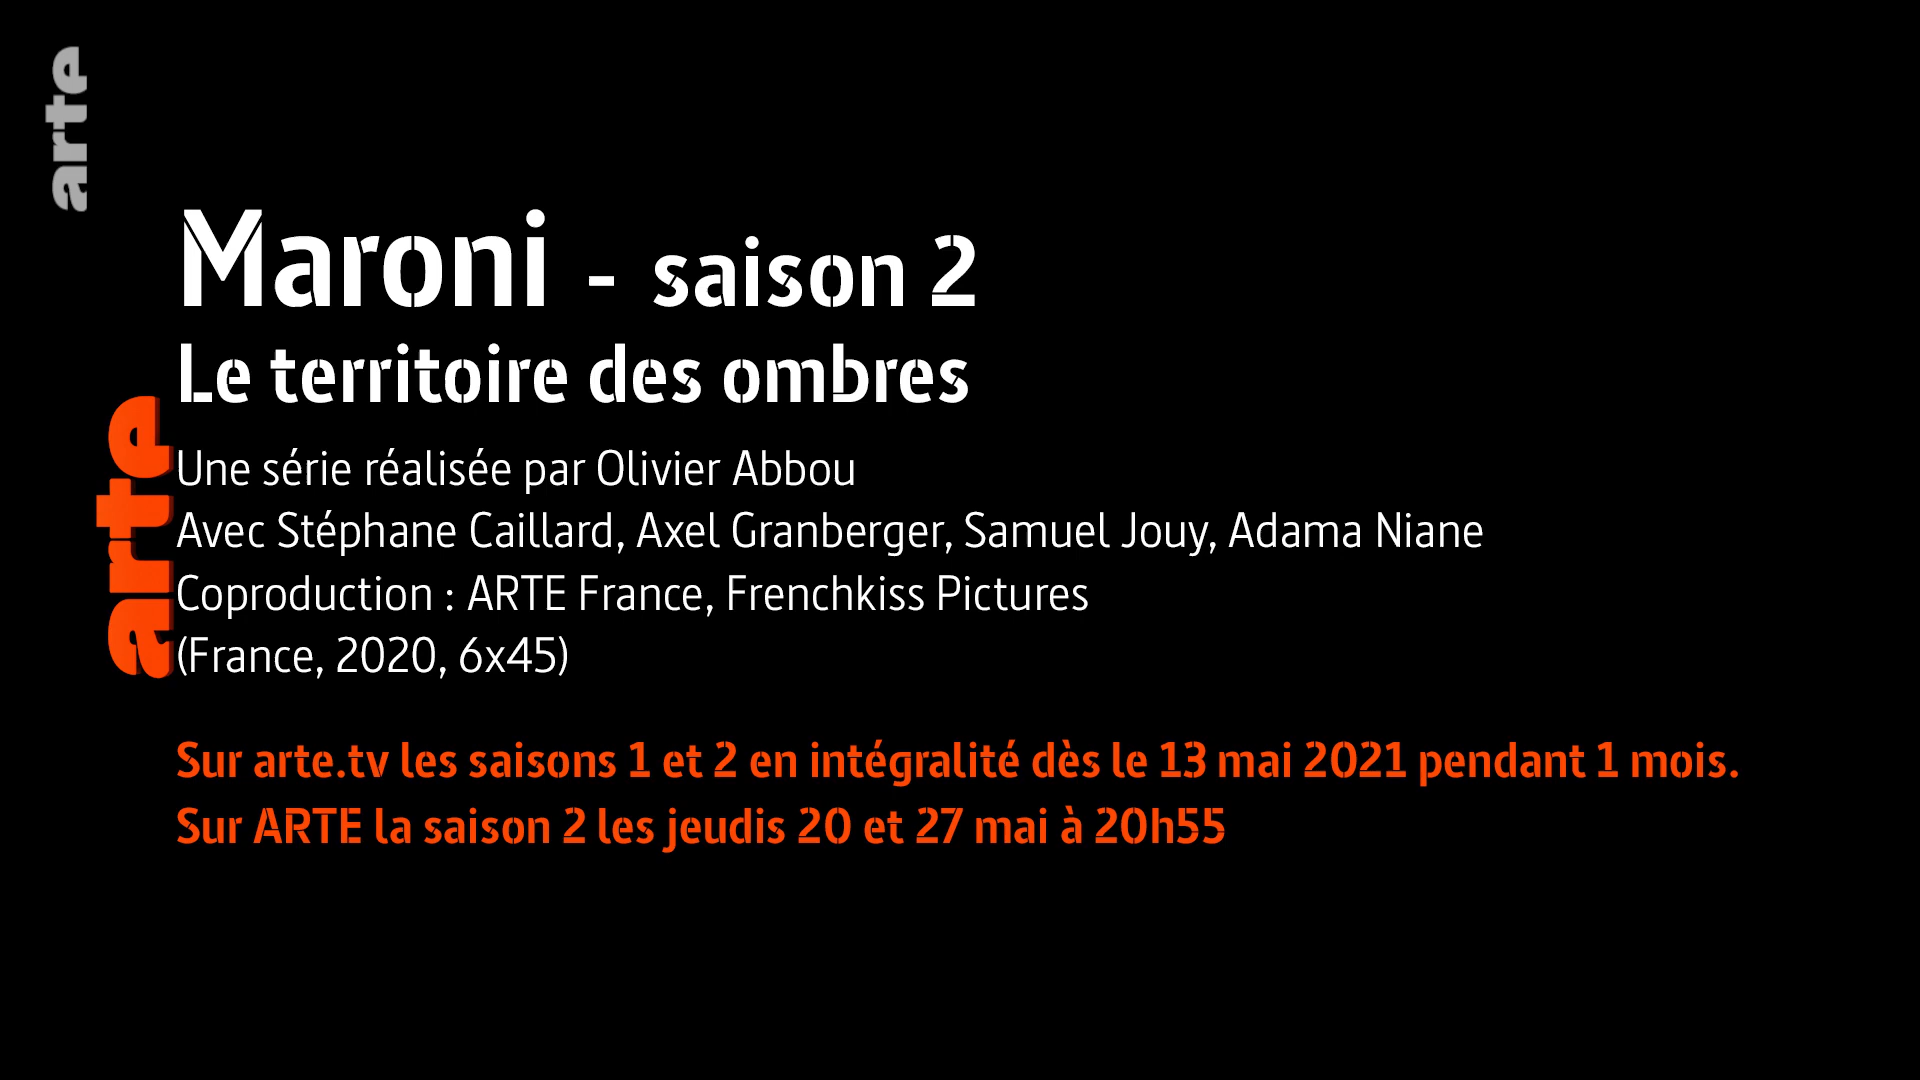 arte
Maroni - saison 2
Le territoire des ombres
arte
Une série réalisée par Olivier Abbou
Avec Stéphane Caillard, Axel Granberger, Samuel Jouy, Adama Niane
Coproduction : ARTE France, Frenchkiss Pictures
(France, 2020, 6x45)
Sur arte.tv les saisons 1 et 2 en intégralité dès le 13 mai 2021 pendant 1 mois.
Sur ARTE la saison 2 les jeudis 20 et 27 mai à 20h55